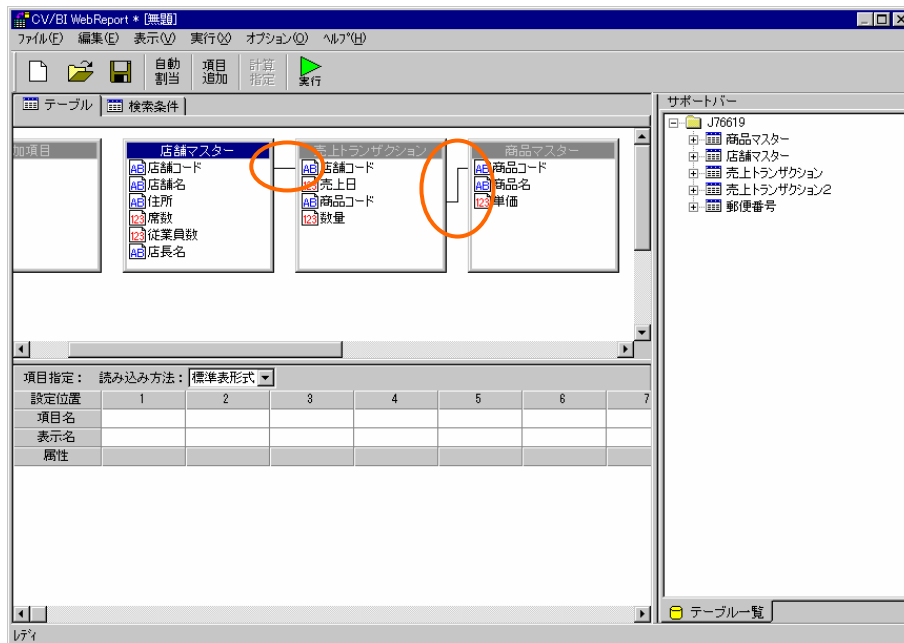 CV/BI WebReport * [無題]
ファイル(F) 編集(E) 表示(V) 実行(X) オプション(O) ヘルプ(H)
自動割当 項目追加 計算指定 実行
テーブル 検索条件
加項目
店舗マスター
店舗コード
店舗名
住所
席数
従業員数
店長名
売上トランザクション
店舗コード
売上日
商品コード
数量
商品マスター
商品コード
商品名
単価
項目指定： 読み込み方法： 標準表形式
設定位置 1 2 3 4 5 6 7
項目名
表示名
属性
サポートバー
J76619
商品マスター
店舗マスター
売上トランザクション
売上トランザクション2
郵便番号
テーブル一覧
レディ